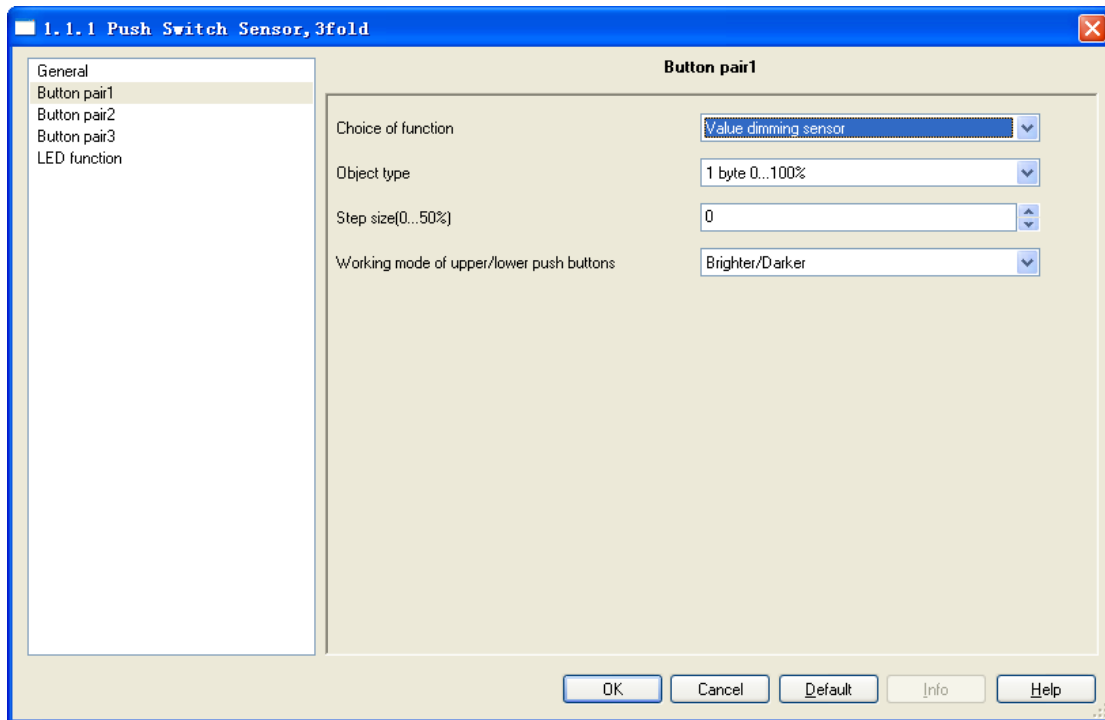 1.1.1 Push Switch Sensor,3fold
General
Button pair1
Button pair2
Button pair3
LED function
Button pair1
Choice of function Value dimming sensor
Object type 1 byte 0...100%
Step size(0...50%) 0
Working mode of upper/lower push buttons Brighter/Darker
OK Cancel Default Info Help